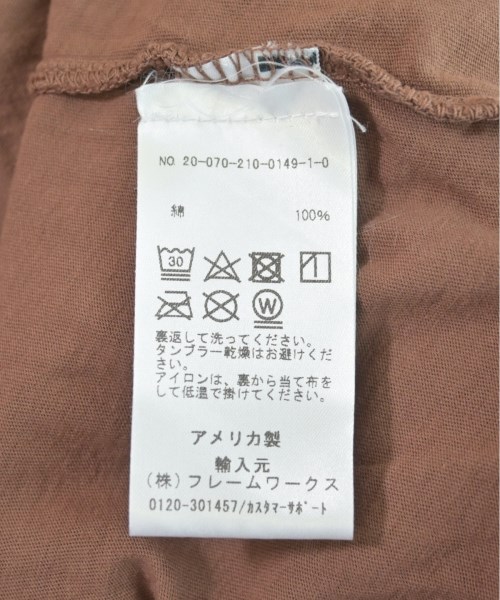 NO. 20-070-210-0149-1-0
綿 100%
30
W
裏返して洗ってください。
タンブラー乾燥はお避けくだ
さい。
アイロンは、裏から当て布を
して低温で掛けてください。
アメリカ製
輸入元
(株) フレームワークス
0120-301457/ｶｽﾀﾏｰｻﾎﾟｰﾄ